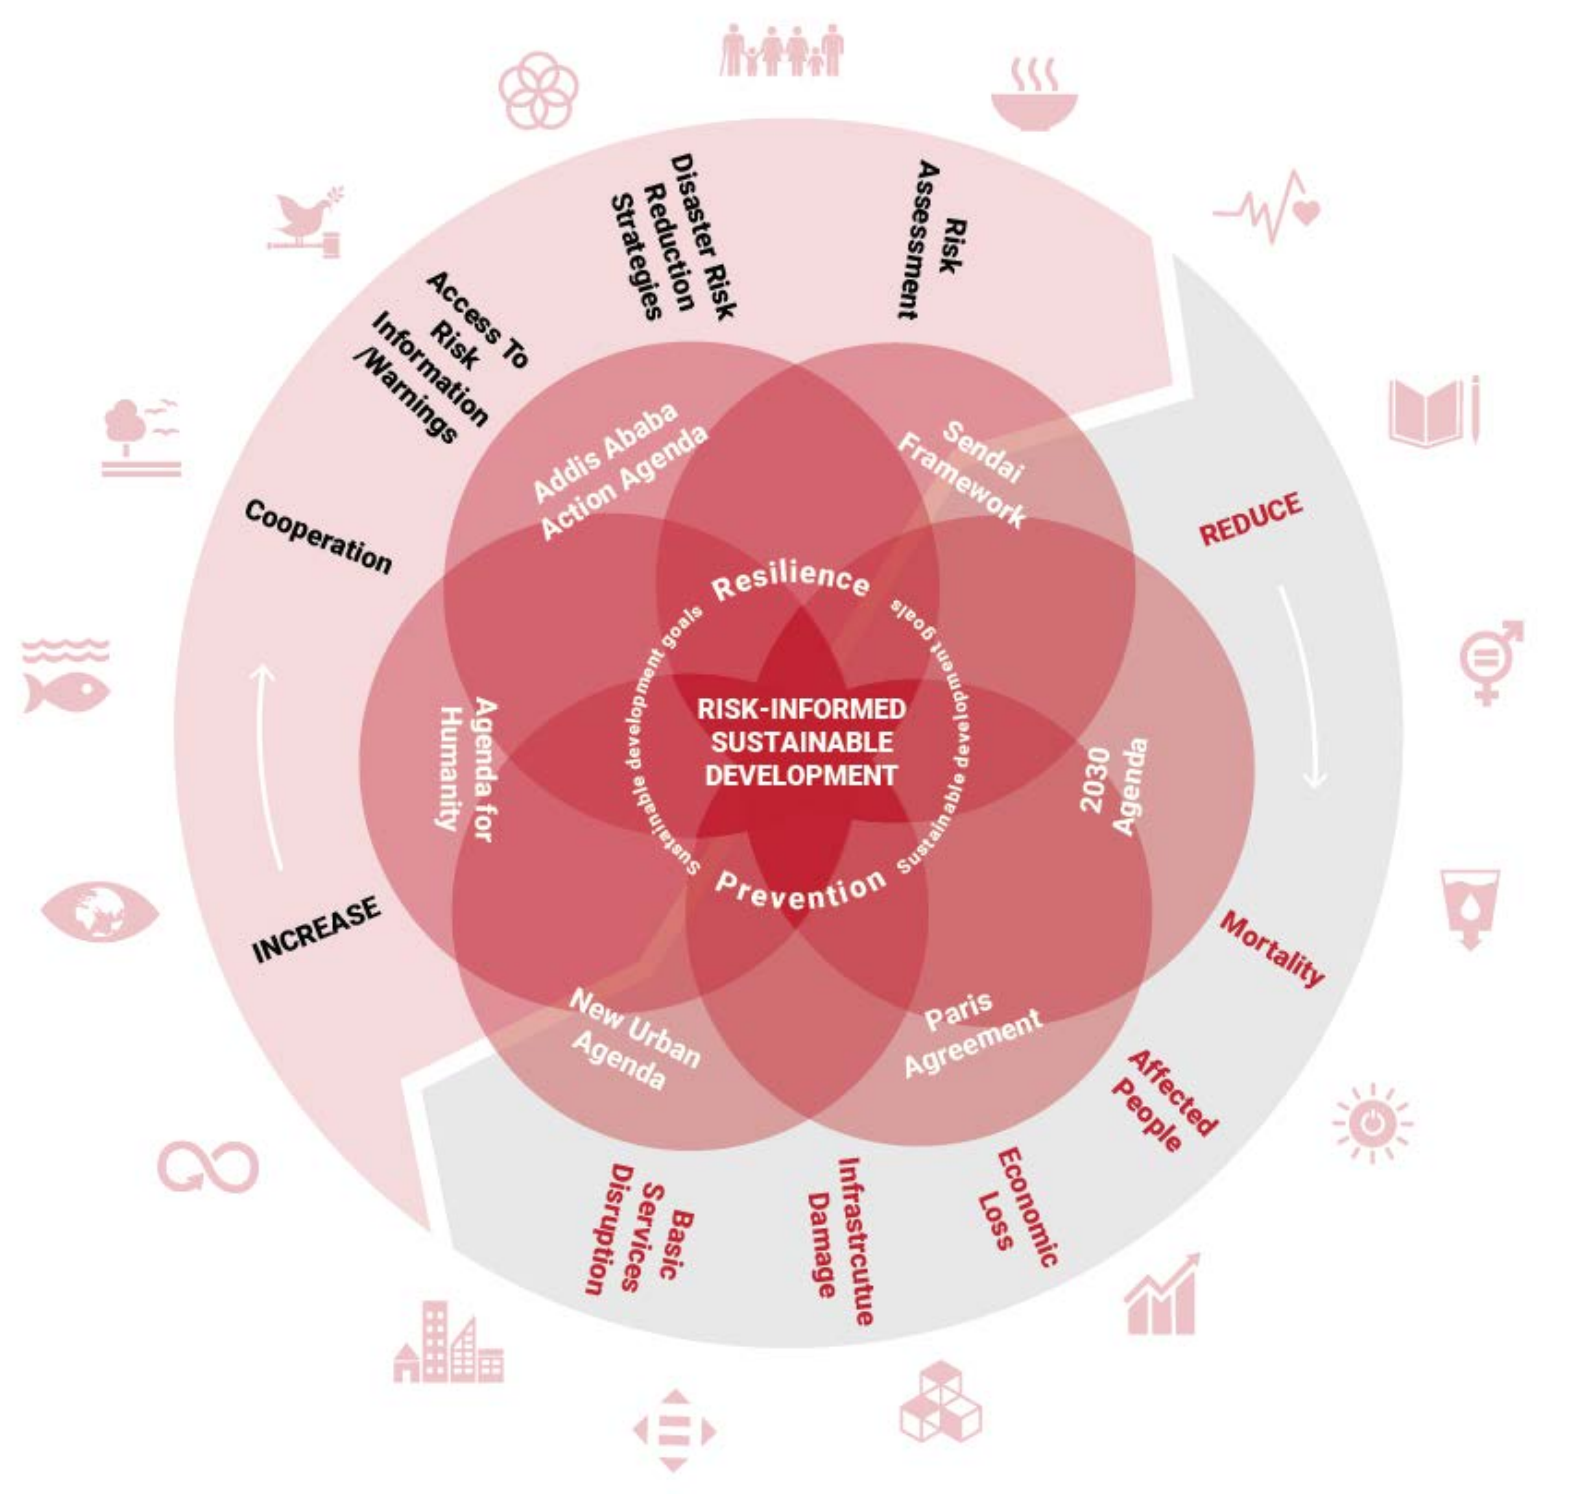 Disaster Risk
Reduction
Strategies
Risk
Assessment
Access To
Risk
Information
/Warnings
Cooperation
INCREASE
REDUCE
Mortality
Affected
People
Economic
Loss
Infrastrcutue
Damage
Basic
Services
Disruption
Addis Ababa
Action Agenda
Sendai
Framework
Agenda for
Humanity
2030
Agenda
New Urban
Agenda
Paris
Agreement
Resilience
Sustainable development goals
Sustainable development goals
Prevention
RISK-INFORMED
SUSTAINABLE
DEVELOPMENT